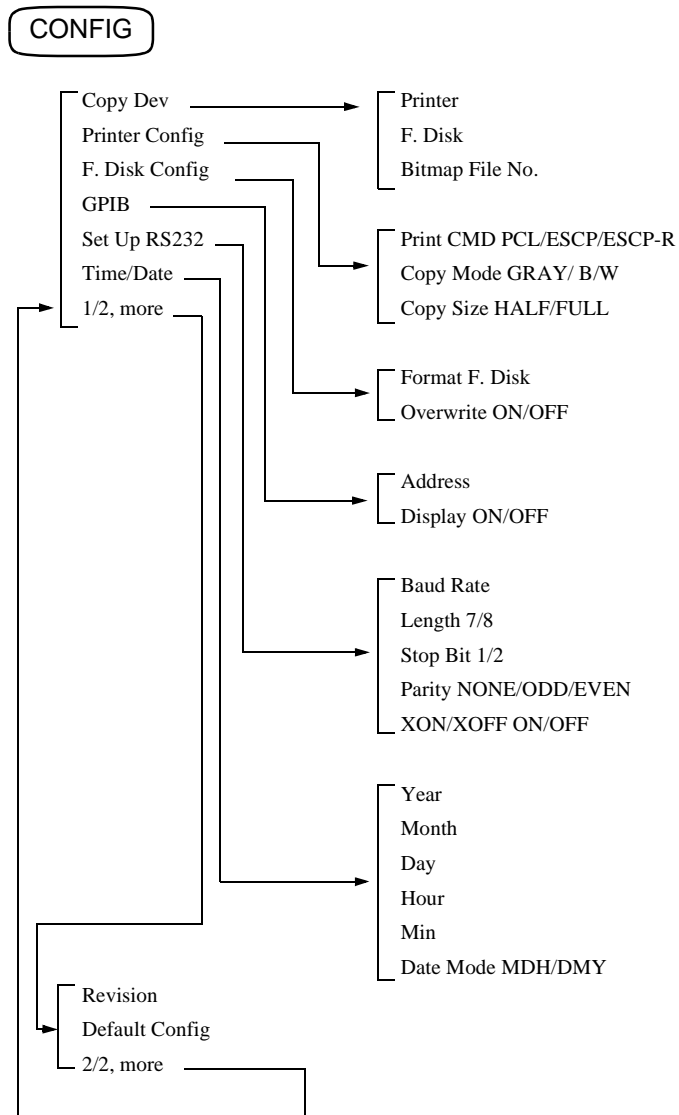 CONFIG
Copy Dev
Printer Config
F. Disk Config
GPIB
Set Up RS232
Time/Date
1/2, more
Printer
F. Disk
Bitmap File No.
Print CMD PCL/ESCP/ESCP-R
Copy Mode GRAY/ B/W
Copy Size HALF/FULL
Format F. Disk
Overwrite ON/OFF
Address
Display ON/OFF
Baud Rate
Length 7/8
Stop Bit 1/2
Parity NONE/ODD/EVEN
XON/XOFF ON/OFF
Year
Month
Day
Hour
Min
Date Mode MDH/DMY
Revision
Default Config
2/2, more